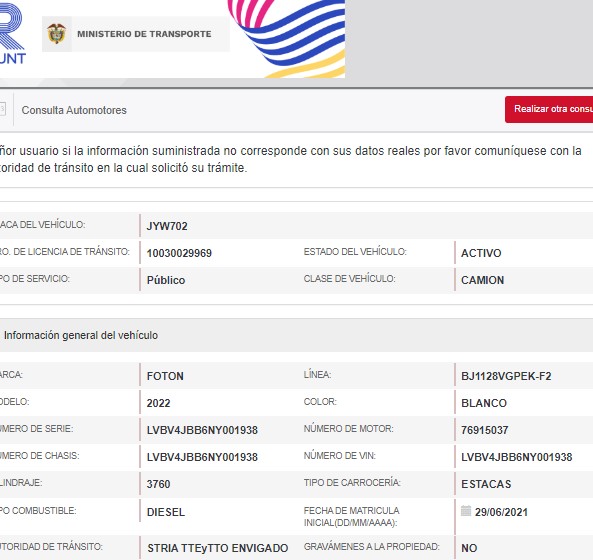 R
UNT
MINISTERIO DE TRANSPORTE
Consulta Automotores
Realizar otra consu
ñor usuario si la información suministrada no corresponde con sus datos reales por favor comuníquese con la
toridad de tránsito en la cual solicitó su trámite.
ACA DEL VEHÍCULO: JYW702
RO. DE LICENCIA DE TRÁNSITO: 10030029969 ESTADO DEL VEHÍCULO: ACTIVO
PO DE SERVICIO: Público CLASE DE VEHÍCULO: CAMION
Información general del vehículo
ARCA: FOTON LÍNEA: BJ1128VGPEK-F2
ODELO: 2022 COLOR: BLANCO
ÚMERO DE SERIE: LVBV4JBB6NY001938 NÚMERO DE MOTOR: 76915037
ÚMERO DE CHASIS: LVBV4JBB6NY001938 NÚMERO DE VIN: LVBV4JBB6NY001938
LINDRAJE: 3760 TIPO DE CARROCERÍA: ESTACAS
PO COMBUSTIBLE: DIESEL FECHA DE MATRICULA INICIAL(DD/MM/AAAA): 29/06/2021
UTORIDAD DE TRÁNSITO: STRIA TTEyTTO ENVIGADO GRAVÁMENES A LA PROPIEDAD: NO